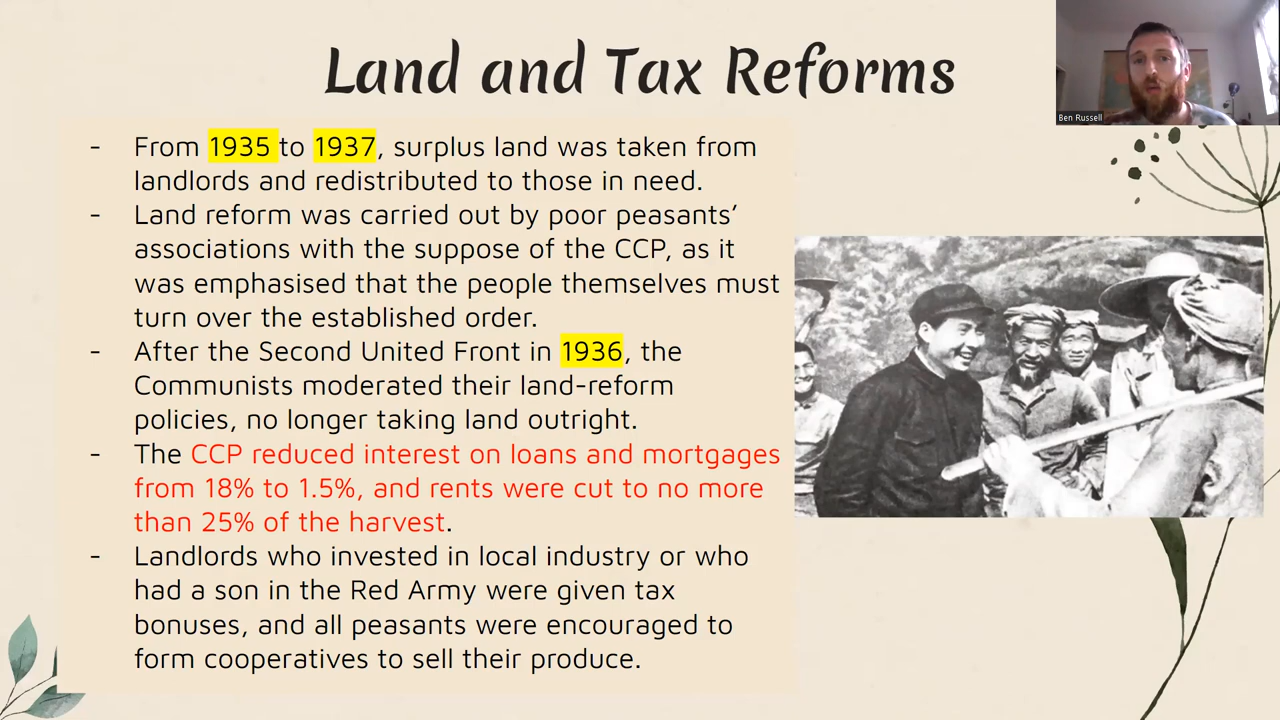 Land and Tax Reforms
Ben Russell
- From 1935 to 1937, surplus land was taken from
landlords and redistributed to those in need.
- Land reform was carried out by poor peasants’
associations with the suppose of the CCP, as it
was emphasised that the people themselves must
turn over the established order.
- After the Second United Front in 1936, the
Communists moderated their land-reform
policies, no longer taking land outright.
- The CCP reduced interest on loans and mortgages
from 18% to 1.5%, and rents were cut to no more
than 25% of the harvest.
- Landlords who invested in local industry or who
had a son in the Red Army were given tax
bonuses, and all peasants were encouraged to
form cooperatives to sell their produce.